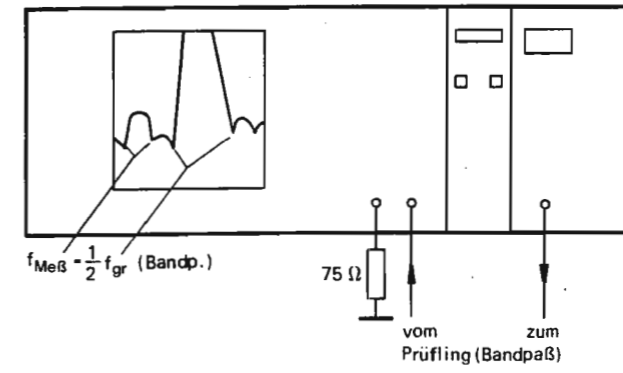 f_Meß = 1/2 f_gr (Bandp.)
75 Ω
vom zum
Prüfling (Bandpaß)